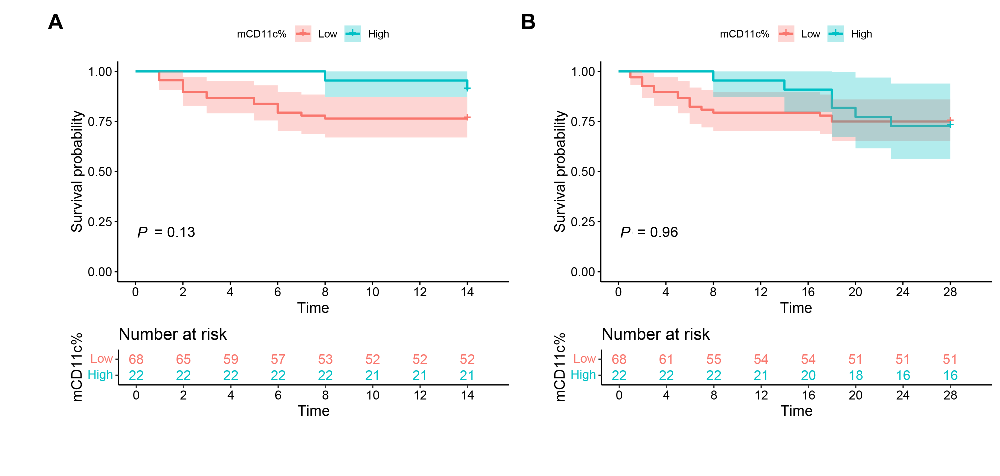 A
mCD11c% Low High
1.00
0.75
0.50
0.25
0.00
Survival probability
P = 0.13
0 2 4 6 8 10 12 14
Time
Number at risk
mCD11c%
Low 68 65 59 57 53 52 52 52
High 22 22 22 22 22 21 21 21
0 2 4 6 8 10 12 14
Time
B
mCD11c% Low High
1.00
0.75
0.50
0.25
0.00
Survival probability
P = 0.96
0 4 8 12 16 20 24 28
Time
Number at risk
mCD11c%
Low 68 61 55 54 54 51 51 51
High 22 22 22 21 20 18 16 16
0 4 8 12 16 20 24 28
Time